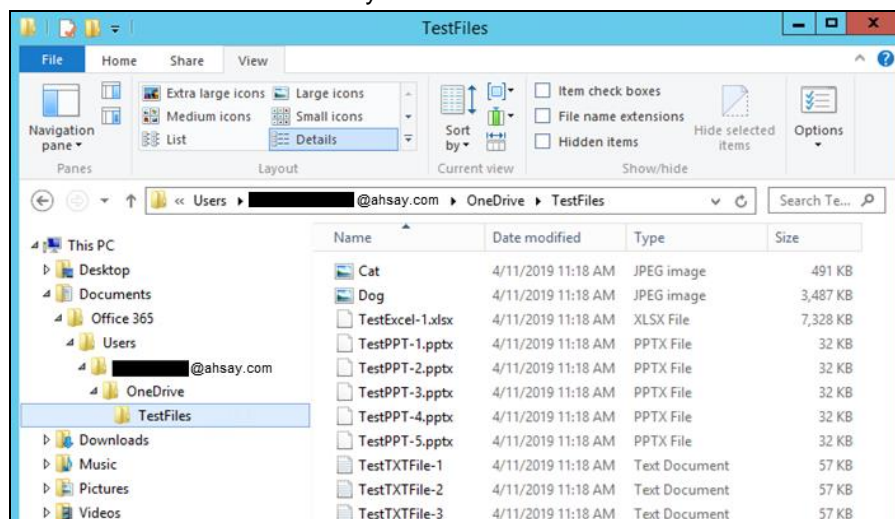 TestFiles
File Home Share View
Navigation pane
Extra large icons Large icons
Medium icons Small icons
List Details
Sort by
Item check boxes
File name extensions
Hidden items
Hide selected items
Options
Panes Layout Current view Show/hide
« Users @ahsay.com OneDrive TestFiles Search Te...
This PC
Desktop
Documents
Office 365
Users
@ahsay.com
OneDrive
TestFiles
Downloads
Music
Pictures
Videos
Name Date modified Type Size
Cat 4/11/2019 11:18 AM JPEG image 491 KB
Dog 4/11/2019 11:18 AM JPEG image 3,487 KB
TestExcel-1.xlsx 4/11/2019 11:18 AM XLSX File 7,328 KB
TestPPT-1.pptx 4/11/2019 11:18 AM PPTX File 32 KB
TestPPT-2.pptx 4/11/2019 11:18 AM PPTX File 32 KB
TestPPT-3.pptx 4/11/2019 11:18 AM PPTX File 32 KB
TestPPT-4.pptx 4/11/2019 11:18 AM PPTX File 32 KB
TestPPT-5.pptx 4/11/2019 11:18 AM PPTX File 32 KB
TestTXTFile-1 4/11/2019 11:18 AM Text Document 57 KB
TestTXTFile-2 4/11/2019 11:18 AM Text Document 57 KB
TestTXTFile-3 4/11/2019 11:18 AM Text Document 57 KB